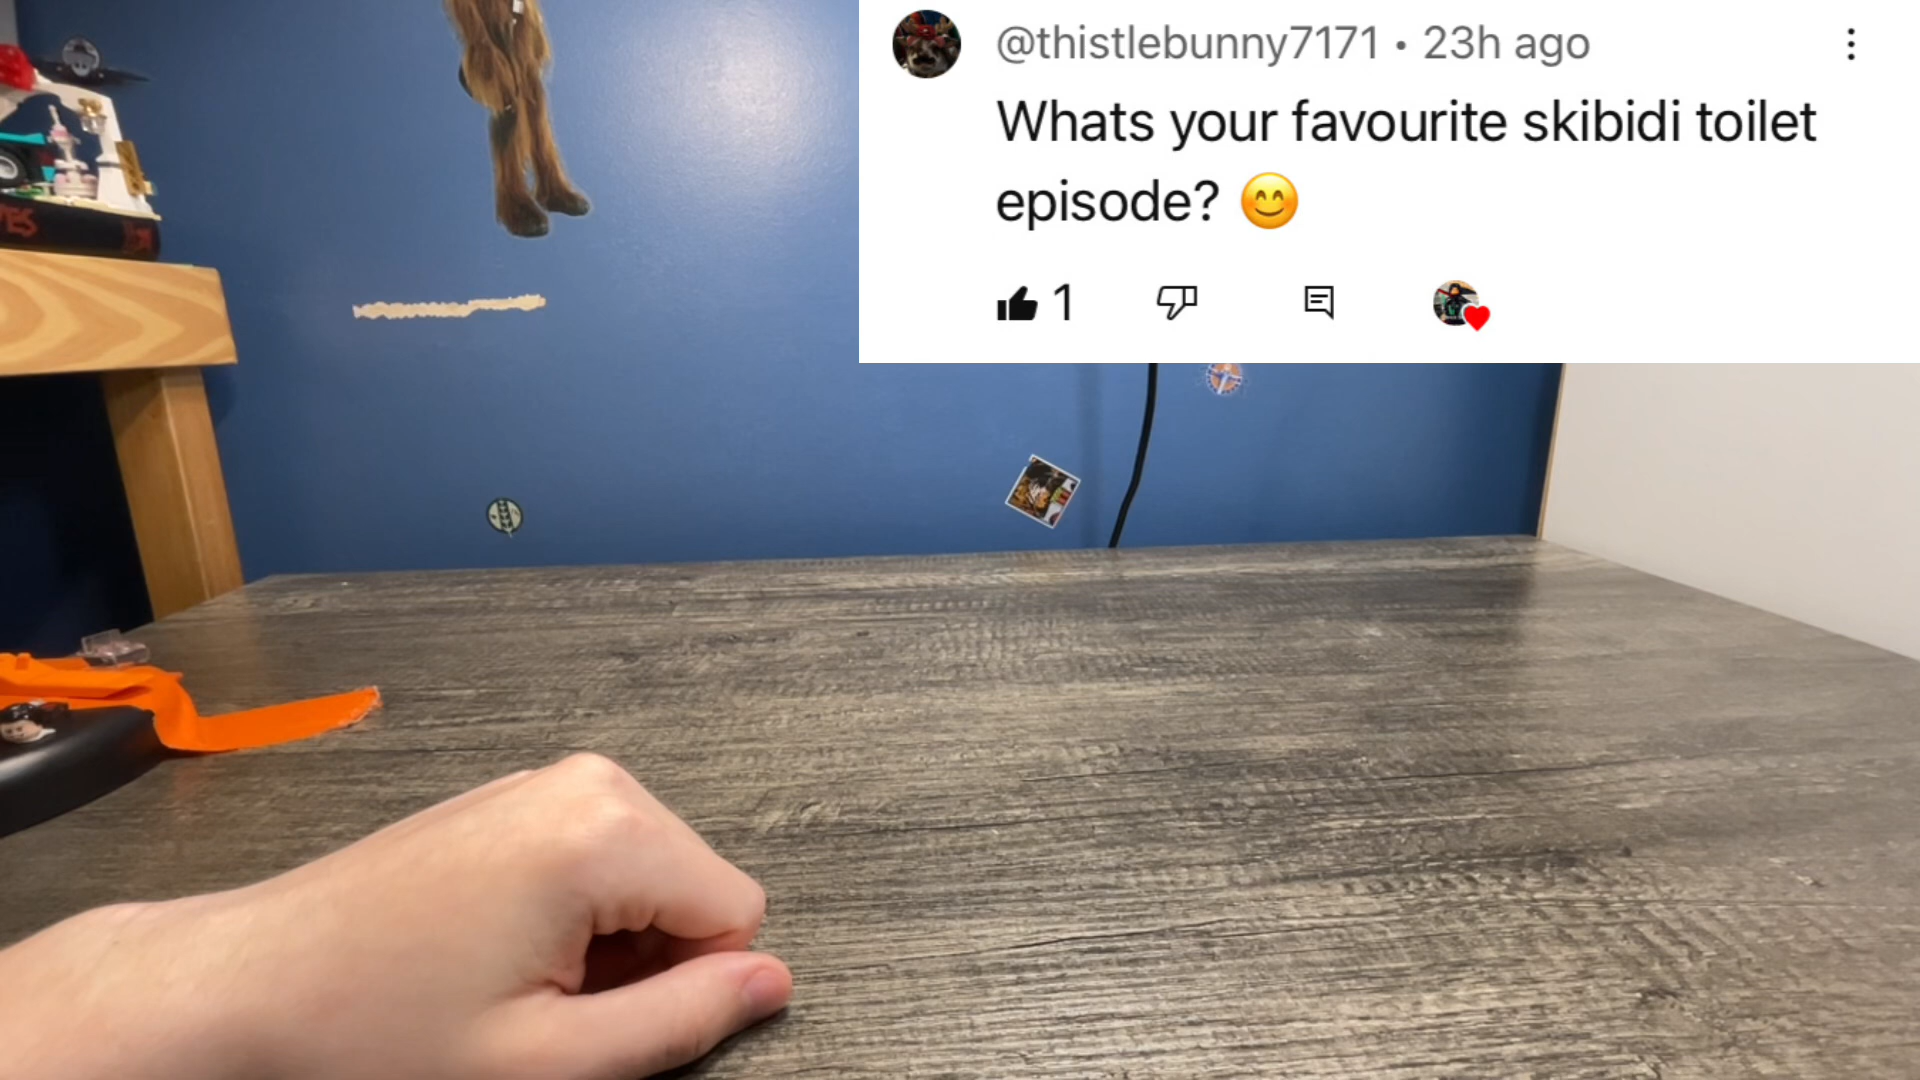 @thistlebunny7171 • 23h ago
Whats your favourite skibidi toilet
episode? 😊
1